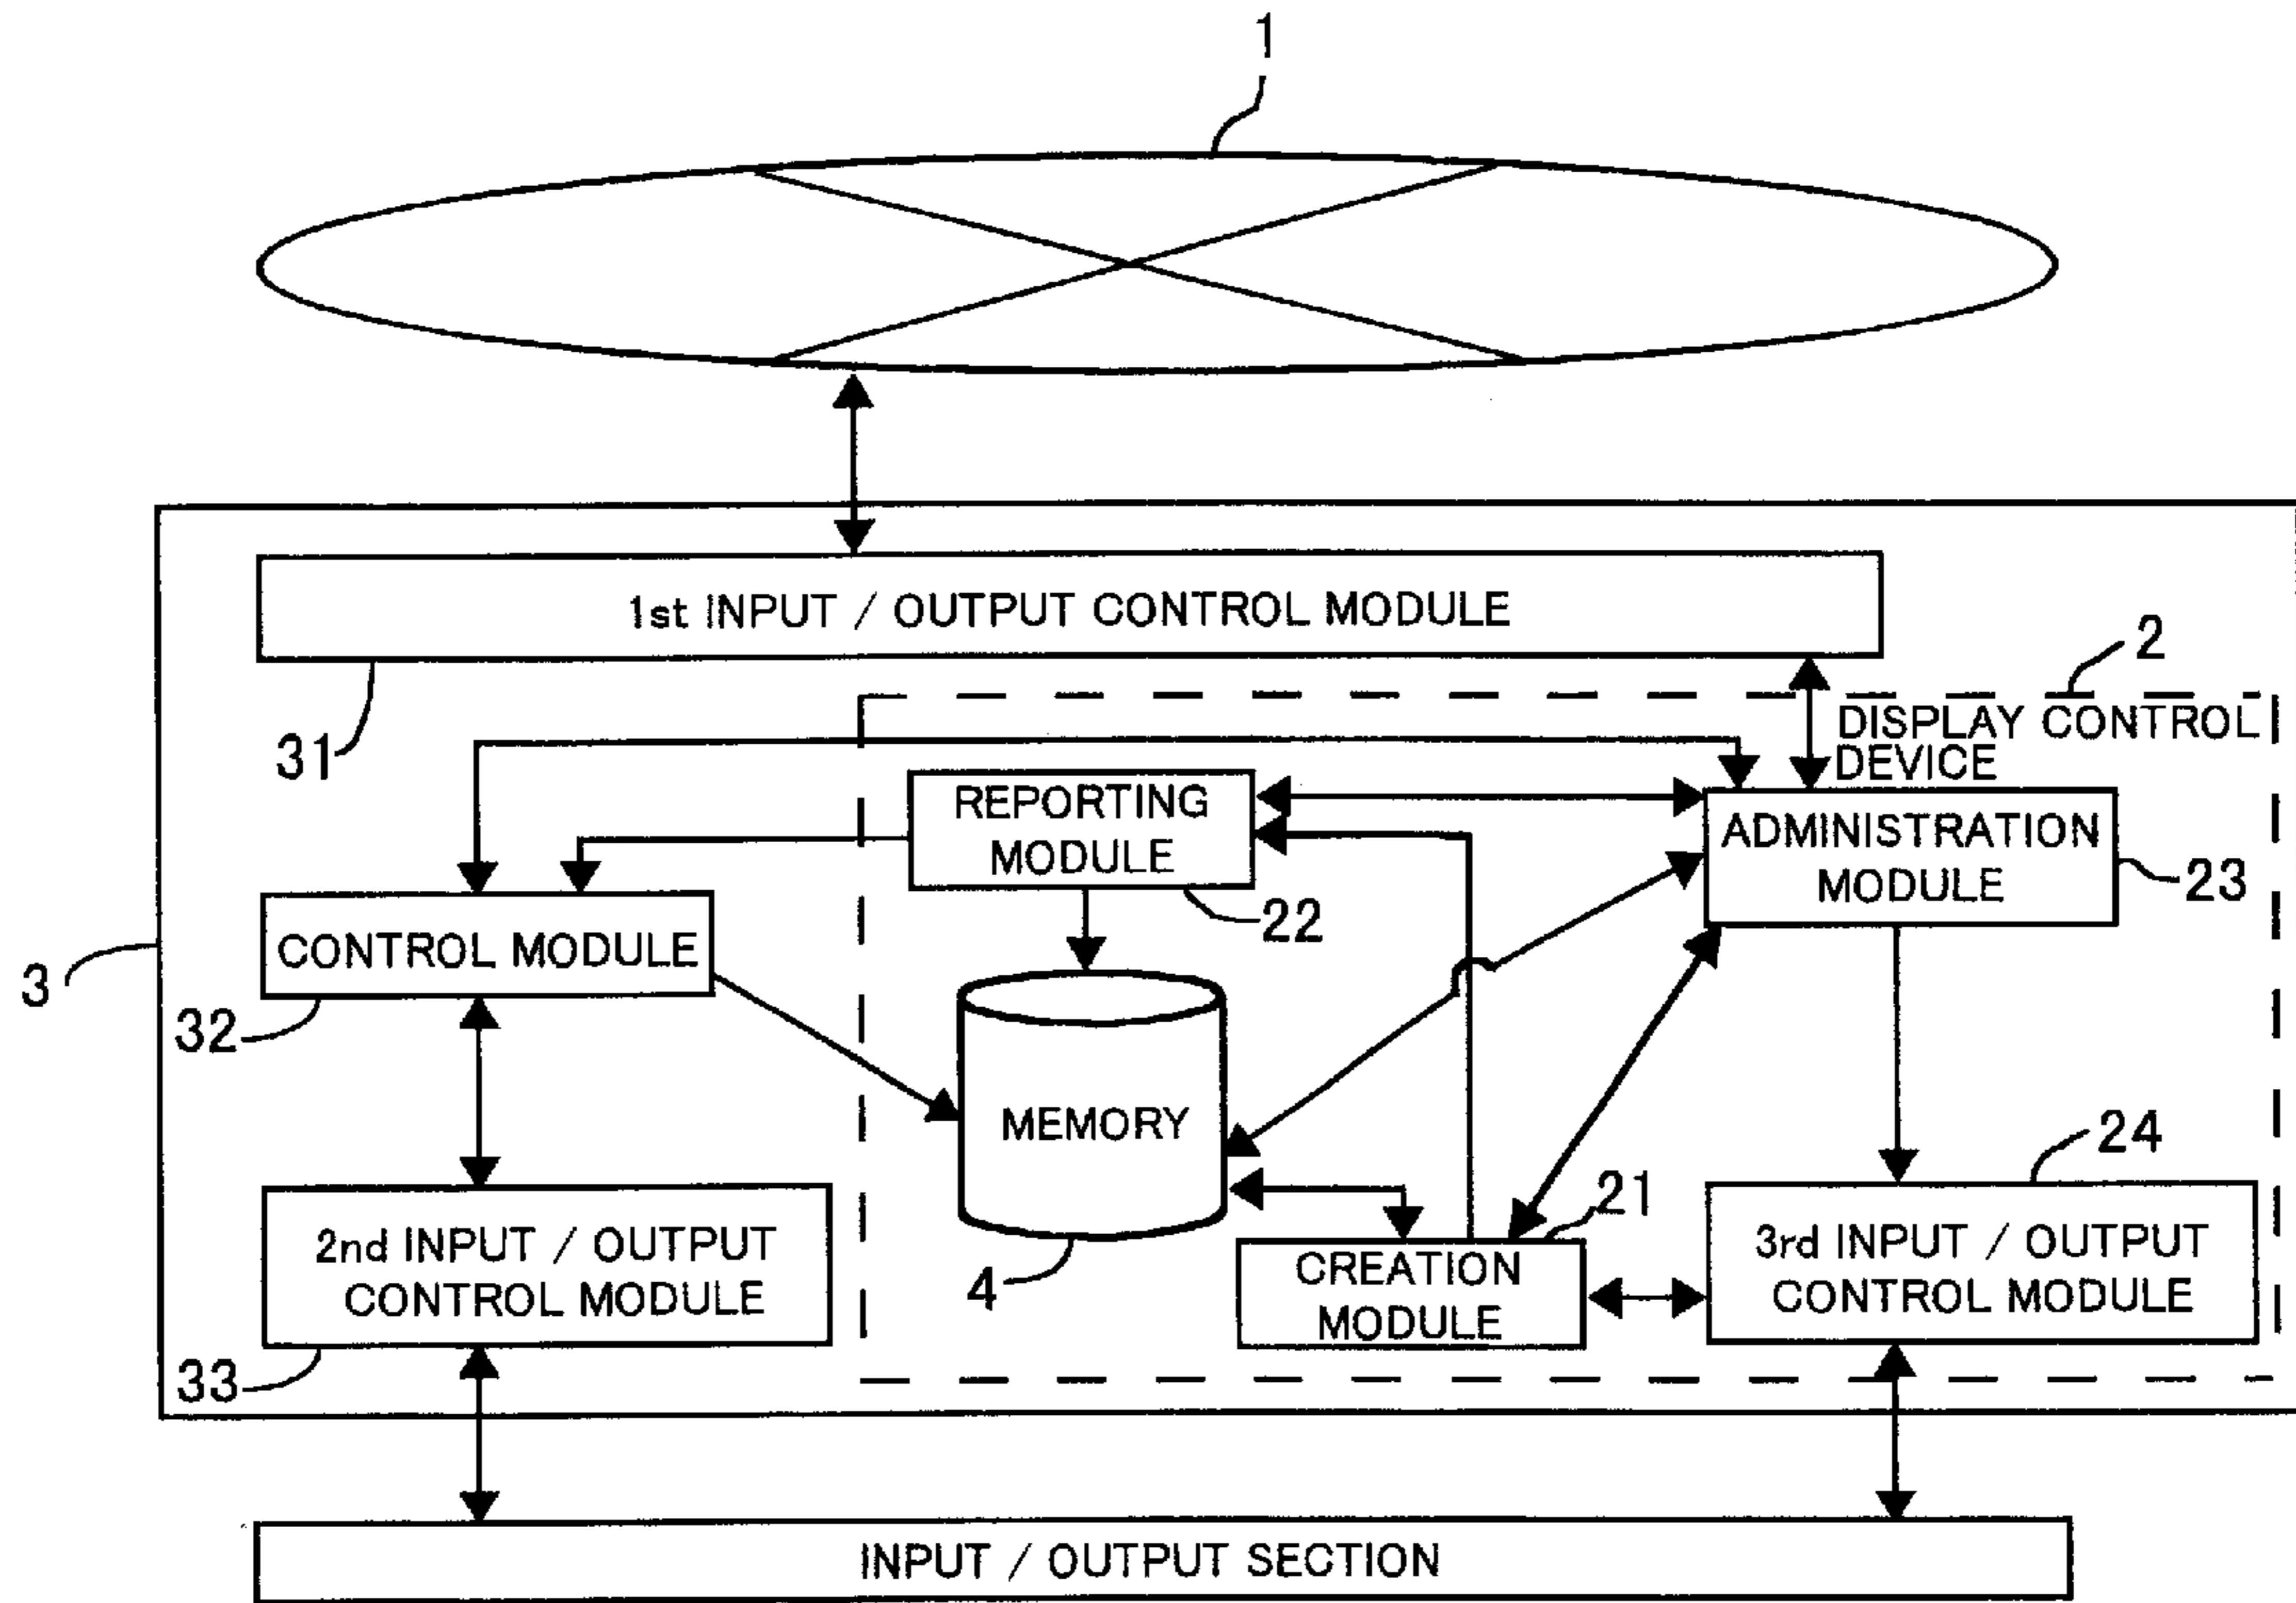 1
1st INPUT / OUTPUT CONTROL MODULE
2
31
DISPLAY CONTROL
DEVICE
REPORTING
MODULE
ADMINISTRATION
MODULE
22
23
CONTROL MODULE
3
32
MEMORY
24
21
2nd INPUT / OUTPUT
CONTROL MODULE
4
CREATION
MODULE
3rd INPUT / OUTPUT
CONTROL MODULE
33
INPUT / OUTPUT SECTION